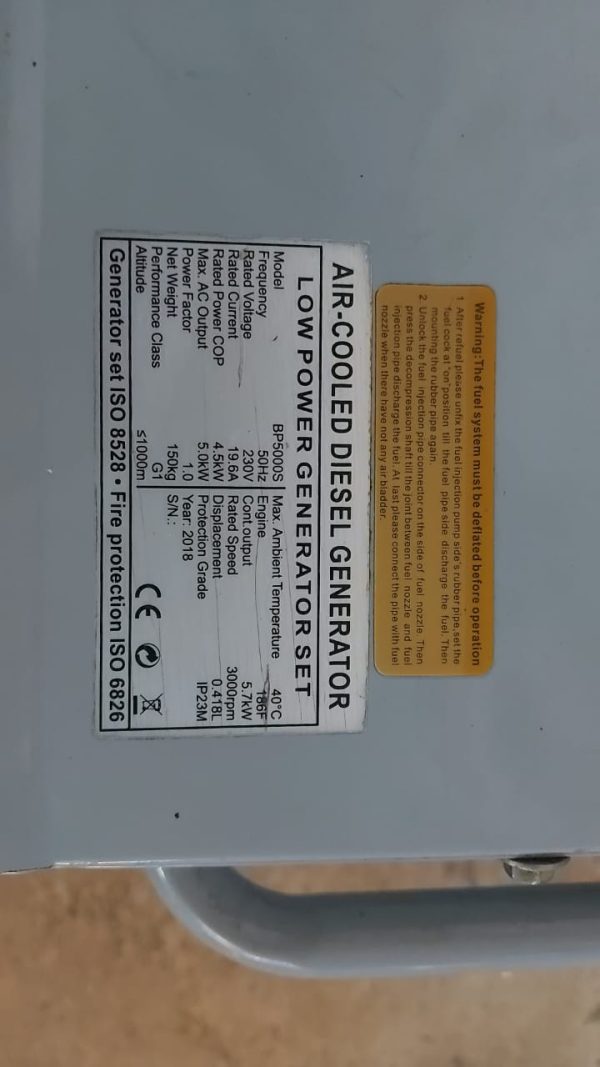 Warning:The fuel system must be deflated before operation
1. After refuel please unfix the fuel injection pump side's rubber pipe,set the
fuel cock at "on"position till the fuel pipe side discharge the fuel. Then
mounting the rubber pipe again.
2. Unlock the fuel injection pipe connector on the side of fuel nozzle. Then
press the decompression shaft till the joint between fuel nozzle and fuel
injection pipe discharge the fuel. At last please connect the pipe with fuel
nozzle when there have not any air bladder.
AIR-COOLED DIESEL GENERATOR
LOW POWER GENERATOR SET
Model BP5000S Max. Ambient Temperature 40°C
Frequency 50Hz Engine 186F
Rated Voltage 230V Cont.output 5.7kW
Rated Current 19.6A Rated Speed 3000rpm
Rated Power COP 4.5kW Displacement 0.418L
Max. AC Output 5.0kW Protection Grade IP23M
Power Factor 1.0 Year: 2018
Net Weight 150kg S/N.:
Performance Class G1
Altitude ≤1000m CE
Generator set ISO 8528 • Fire protection ISO 6826